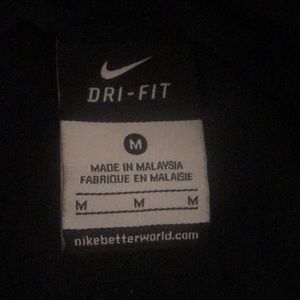 DRI-FIT
M
MADE IN MALAYSIA
FABRIQUE EN MALAISIE
M M M
nikebetterworld.com